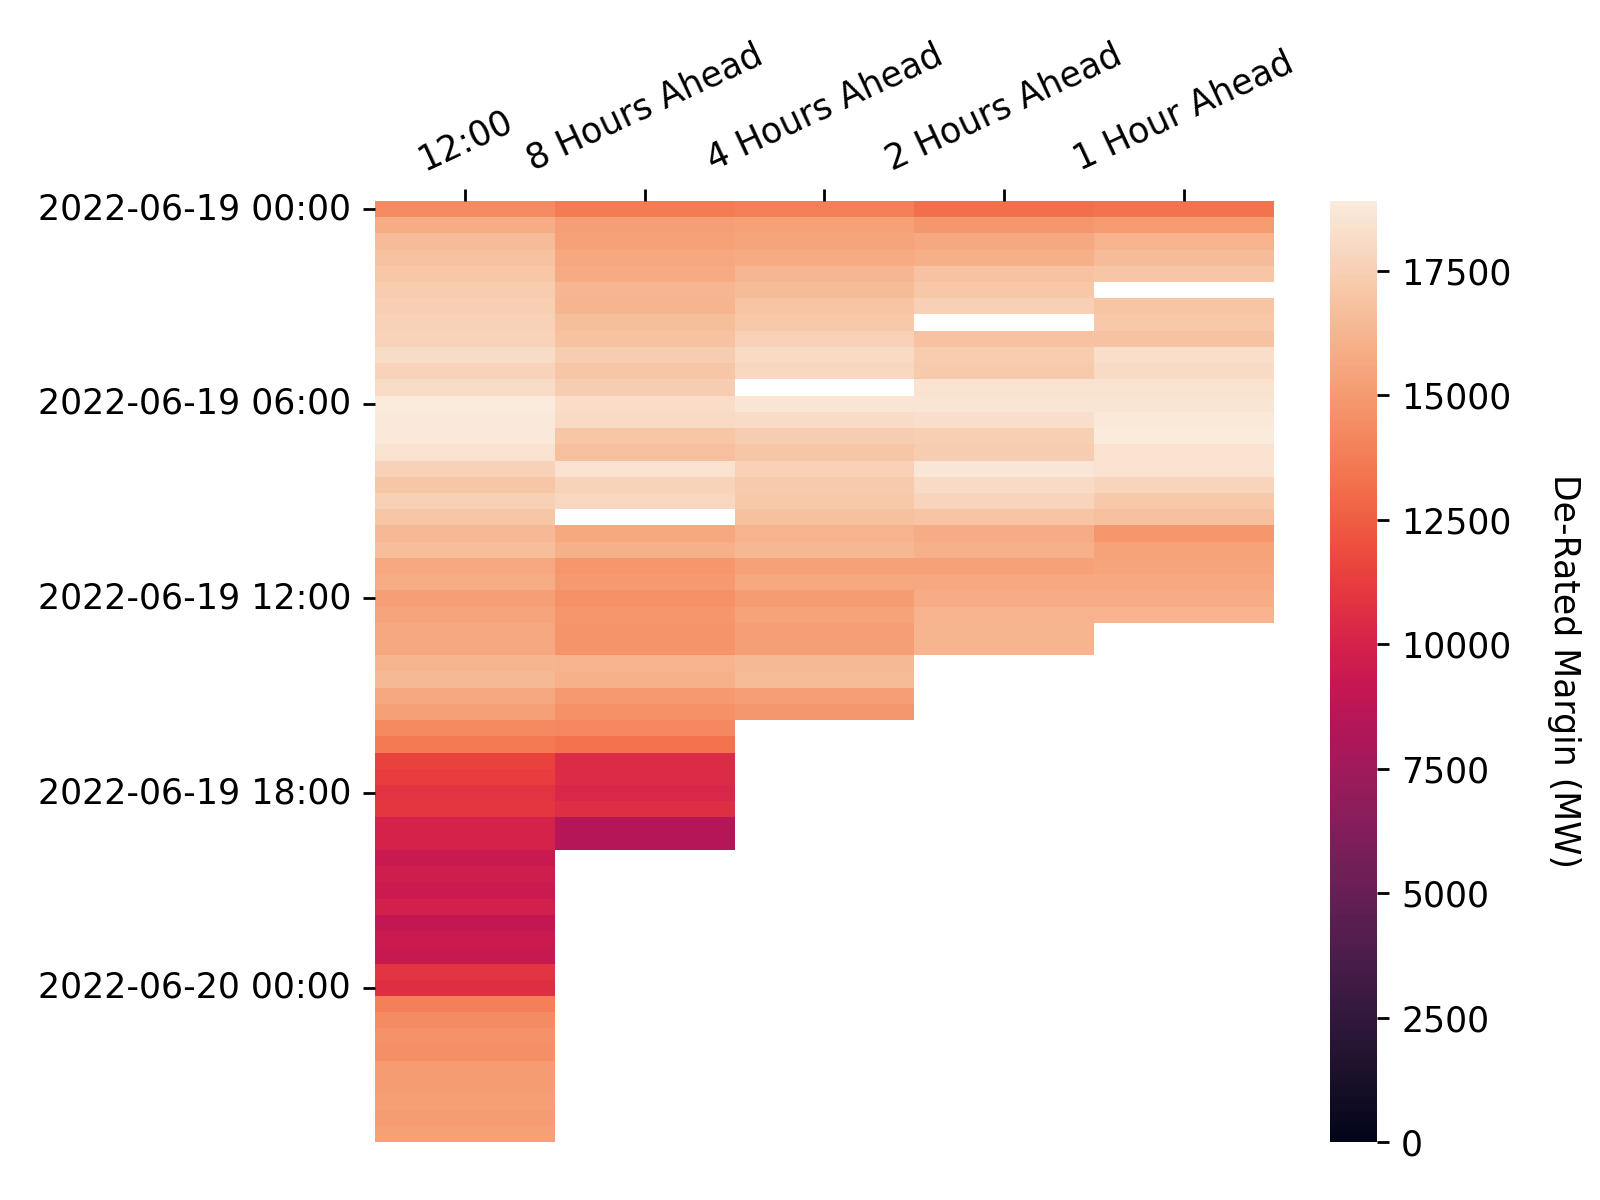 12:00
8 Hours Ahead
4 Hours Ahead
2 Hours Ahead
1 Hour Ahead
2022-06-19 00:00
2022-06-19 06:00
2022-06-19 12:00
2022-06-19 18:00
2022-06-20 00:00
17500
15000
12500
10000
7500
5000
2500
0
De-Rated Margin (MW)